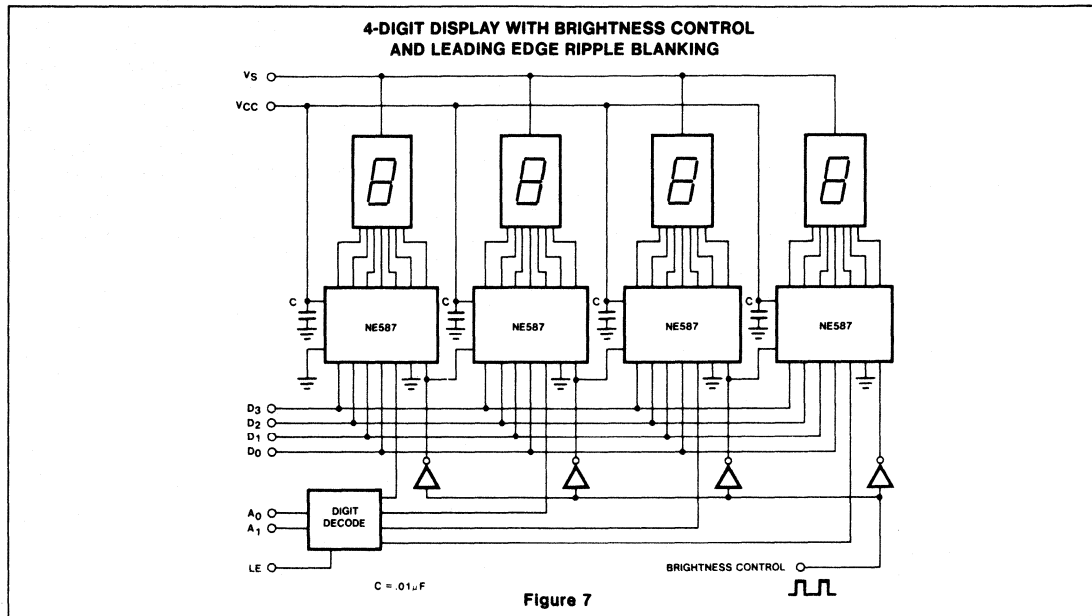 4-DIGIT DISPLAY WITH BRIGHTNESS CONTROL
AND LEADING EDGE RIPPLE BLANKING
VS
VCC
C
C
C
C
NE587
NE587
NE587
NE587
D3
D2
D1
D0
A0
A1
DIGIT
DECODE
LE
BRIGHTNESS CONTROL
C = .01µF
Figure 7